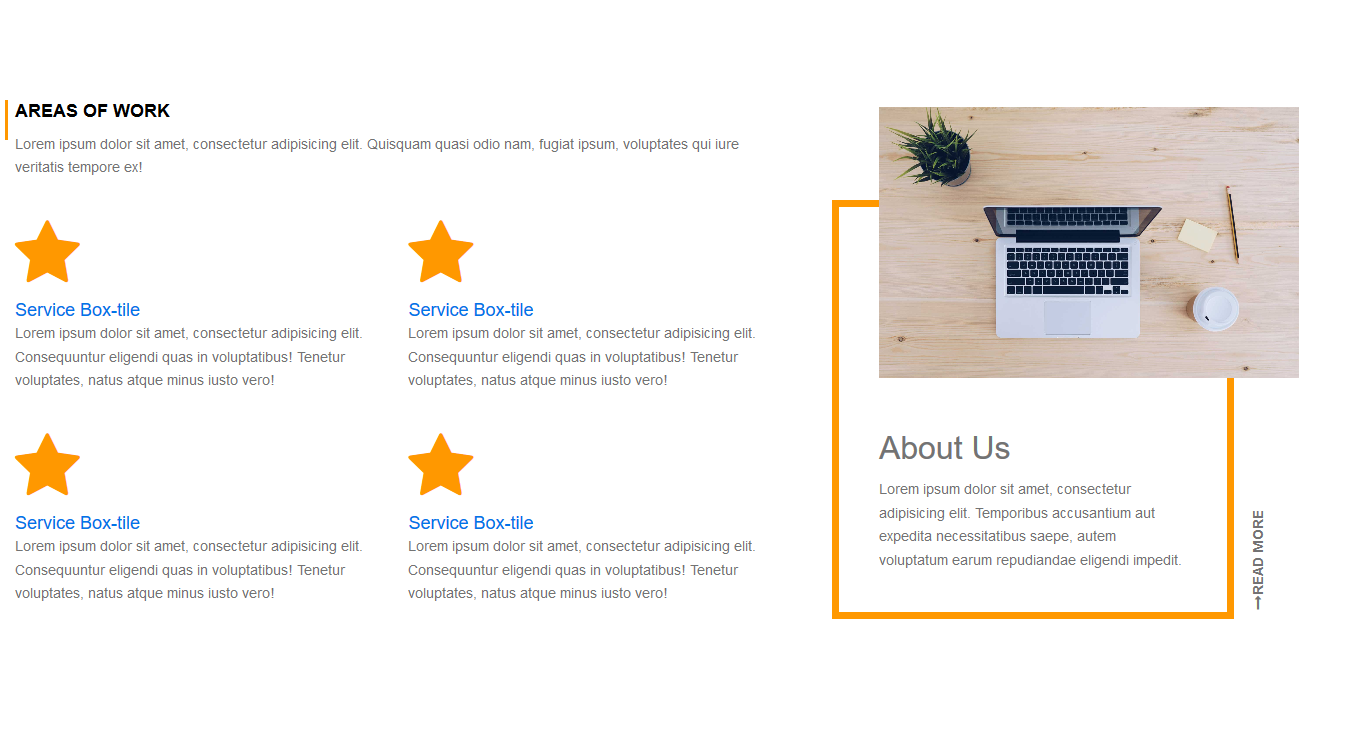 AREAS OF WORK
Lorem ipsum dolor sit amet, consectetur adipisicing elit. Quisquam quasi odio nam, fugiat ipsum, voluptates qui iure
veritatis tempore ex!
Service Box-tile
Lorem ipsum dolor sit amet, consectetur adipisicing elit.
Consequuntur eligendi quas in voluptatibus! Tenetur
voluptates, natus atque minus iusto vero!
Service Box-tile
Lorem ipsum dolor sit amet, consectetur adipisicing elit.
Consequuntur eligendi quas in voluptatibus! Tenetur
voluptates, natus atque minus iusto vero!
Service Box-tile
Lorem ipsum dolor sit amet, consectetur adipisicing elit.
Consequuntur eligendi quas in voluptatibus! Tenetur
voluptates, natus atque minus iusto vero!
Service Box-tile
Lorem ipsum dolor sit amet, consectetur adipisicing elit.
Consequuntur eligendi quas in voluptatibus! Tenetur
voluptates, natus atque minus iusto vero!
About Us
Lorem ipsum dolor sit amet, consectetur
adipisicing elit. Temporibus accusantium aut
expedita necessitatibus saepe, autem
voluptatum earum repudiandae eligendi impedit.
→READ MORE